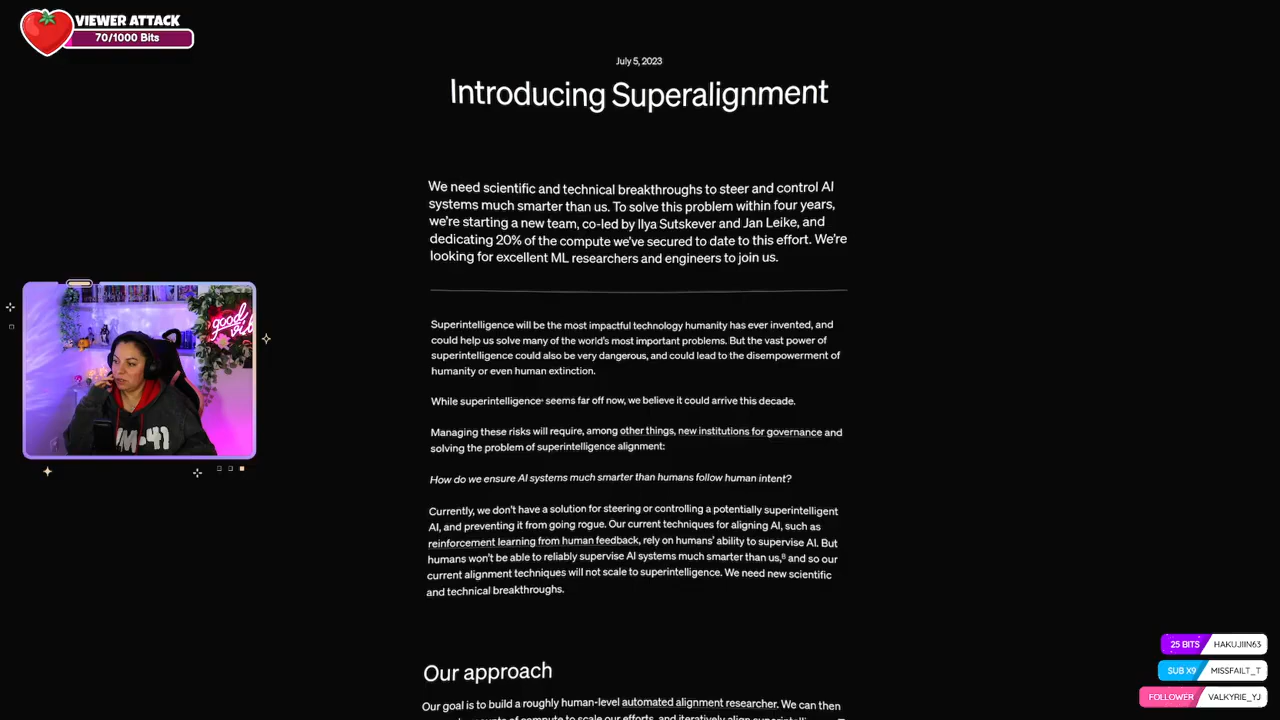 VIEWER ATTACK
70/1000 Bits
July 5, 2023
Introducing Superalignment
We need scientific and technical breakthroughs to steer and control AI
systems much smarter than us. To solve this problem within four years,
we're starting a new team, co-led by Ilya Sutskever and Jan Leike, and
dedicating 20% of the compute we've secured to date to this effort. We're
looking for excellent ML researchers and engineers to join us.
Superintelligence will be the most impactful technology humanity has ever invented, and
could help us solve many of the world's most important problems. But the vast power of
superintelligence could also be very dangerous, and could lead to the disempowerment of
humanity or even human extinction.
While superintelligence seems far off now, we believe it could arrive this decade.
Managing these risks will require, among other things, new institutions for governance and
solving the problem of superintelligence alignment:
How do we ensure AI systems much smarter than humans follow human intent?
Currently, we don't have a solution for steering or controlling a potentially superintelligent
AI, and preventing it from going rogue. Our current techniques for aligning AI, such as
reinforcement learning from human feedback, rely on humans' ability to supervise AI. But
humans won't be able to reliably supervise AI systems much smarter than us, and so our
current alignment techniques will not scale to superintelligence. We need new scientific
and technical breakthroughs.
Our approach
Our goal is to build a roughly human-level automated alignment researcher. We can then
of compute to scale our efforts, and iteratively align
good
25 BITS HAKUJIIN63
SUB X9 MISSFAILT_T
FOLLOWER VALKYRIE_YJ